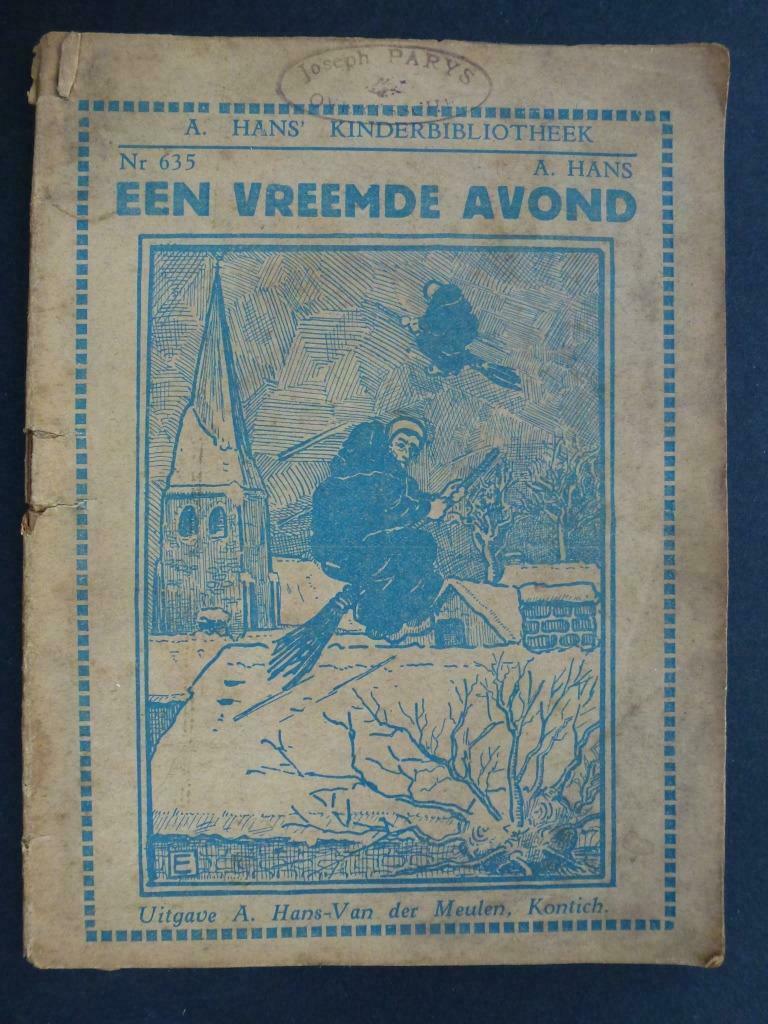 Joseph PARYS
A. HANS' KINDERBIBLIOTHEEK
Nr 635
A. HANS
EEN VREEMDE AVOND
E
Uitgave A. Hans-Van der Meulen, Kontich.